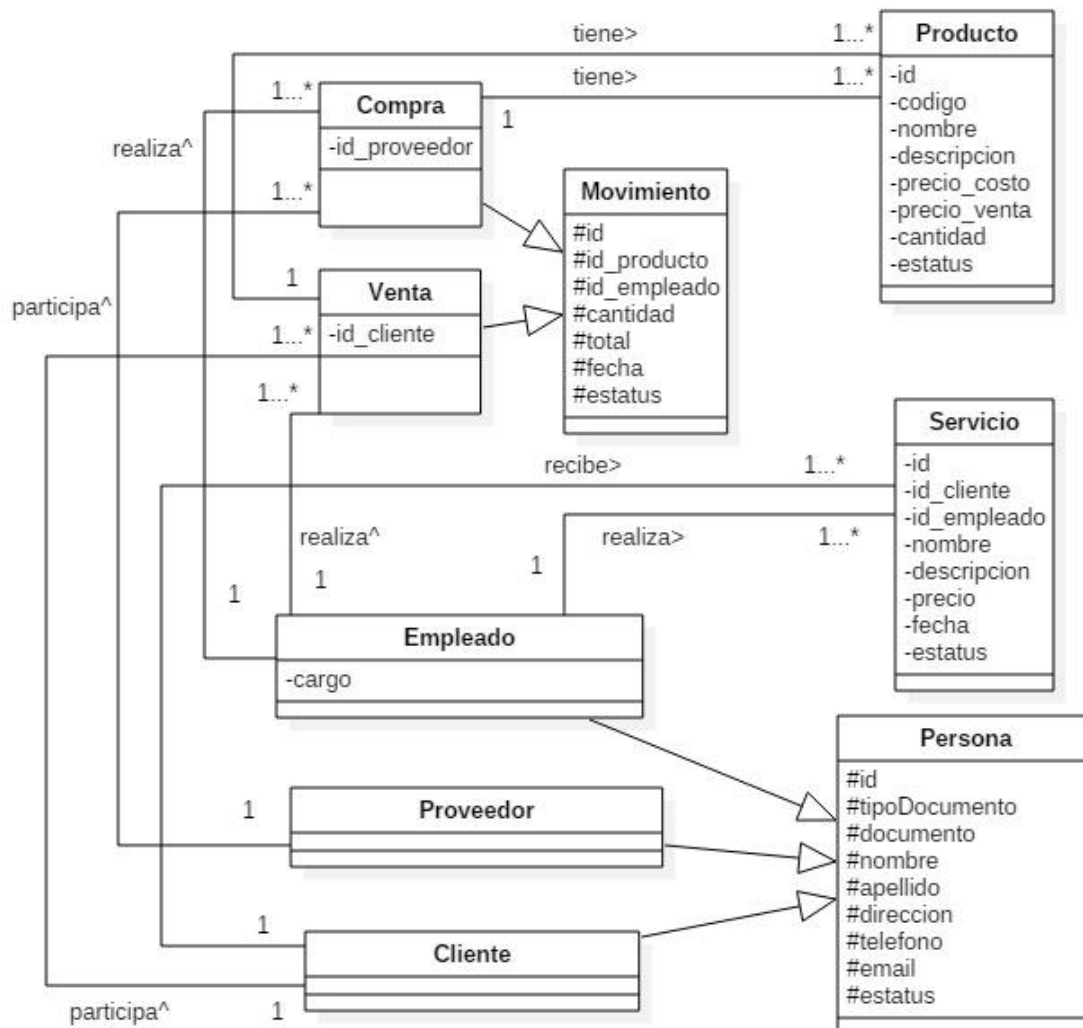 tiene>
1...*
Producto
-id
-codigo
-nombre
-descripcion
-precio_costo
-precio_venta
-cantidad
-estatus
tiene>
1...*
1
1...*
Compra
-id_proveedor
realiza^
1...*
Movimiento
#id
#id_producto
#id_empleado
#cantidad
#total
#fecha
#estatus
1
Venta
-id_cliente
participa^
1...*
1...*
Servicio
-id
-id_cliente
-id_empleado
-nombre
-descripcion
-precio
-fecha
-estatus
recibe>
1...*
realiza^
realiza>
1...*
1
1
1
Empleado
-cargo
Persona
#id
#tipoDocumento
#documento
#nombre
#apellido
#direccion
#telefono
#email
#estatus
1
Proveedor
1
Cliente
participa^
1